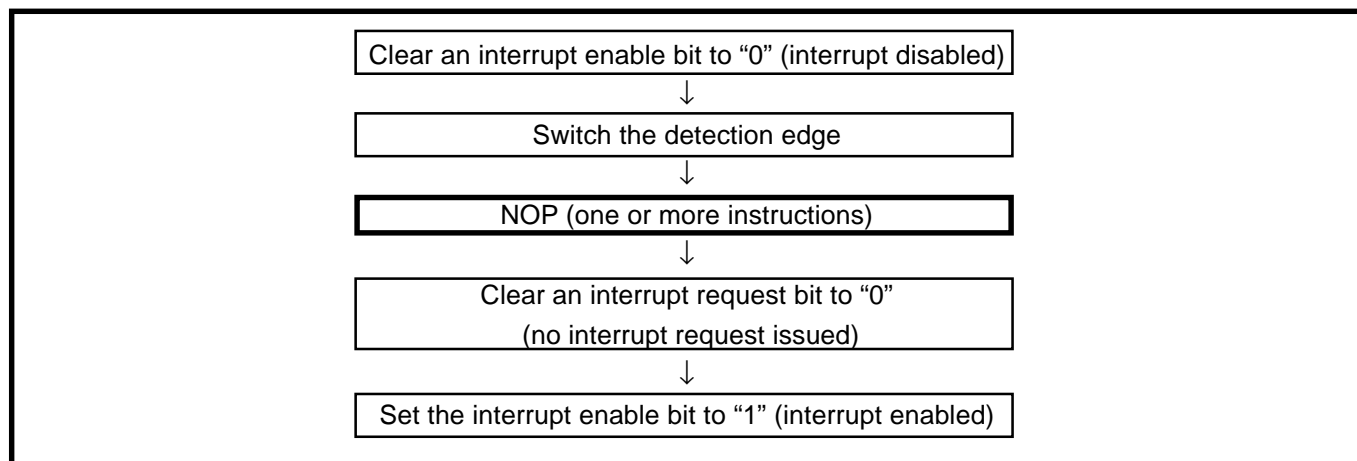 Clear an interrupt enable bit to “0” (interrupt disabled)
↓
Switch the detection edge
↓
NOP (one or more instructions)
↓
Clear an interrupt request bit to “0”
(no interrupt request issued)
↓
Set the interrupt enable bit to “1” (interrupt enabled)